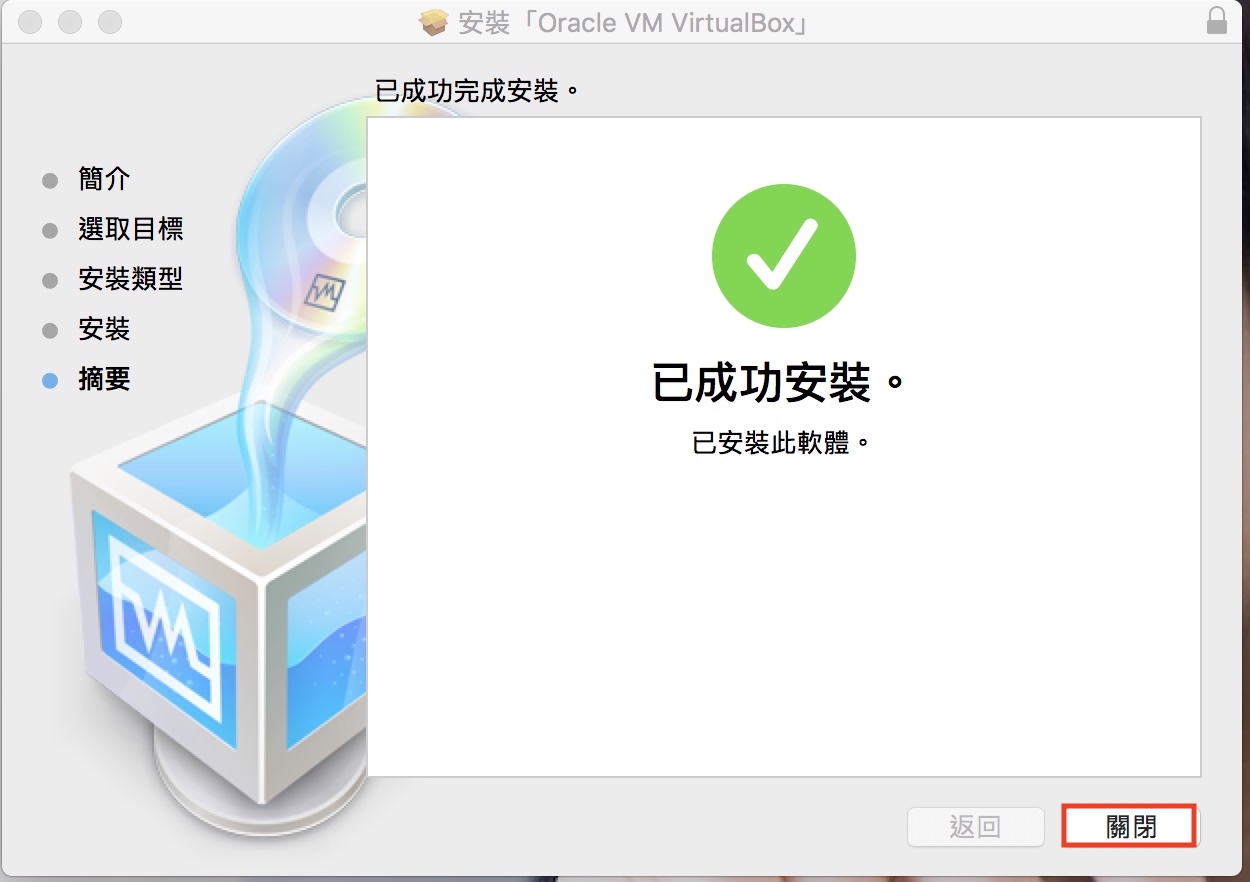 安裝「Oracle VM VirtualBox」
已成功完成安裝。
簡介
選取目標
安裝類型
安裝
摘要
已成功安裝。
已安裝此軟體。
返回
關閉